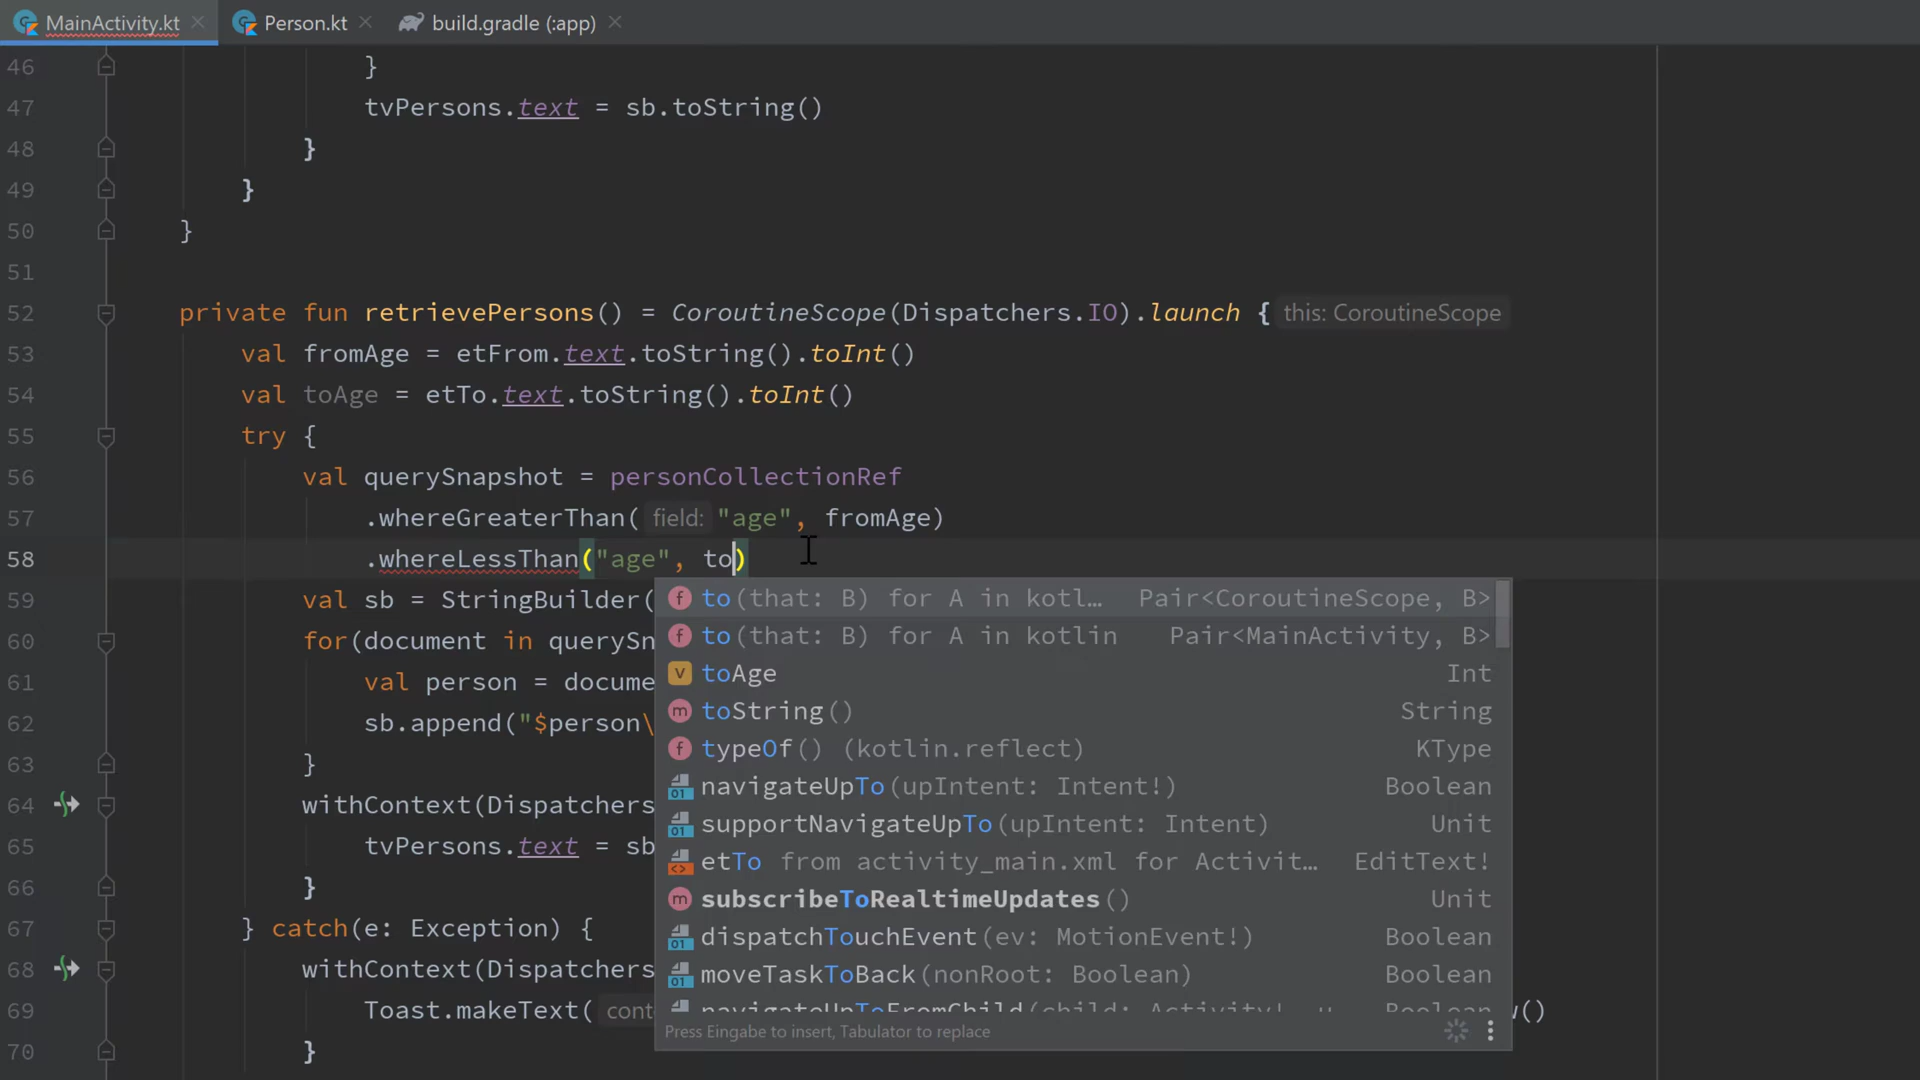 MainActivity.kt
Person.kt
build.gradle (:app)
46 }
47 tvPersons.text = sb.toString()
48 }
49 }
50 }
51
52 private fun retrievePersons() = CoroutineScope(Dispatchers.IO).launch { this: CoroutineScope
53 val fromAge = etFrom.text.toString().toInt()
54 val toAge = etTo.text.toString().toInt()
55 try {
56 val querySnapshot = personCollectionRef
57 .whereGreaterThan( field: "age", fromAge)
58 .whereLessThan("age", to)
59 val sb = StringBuilder(
60 for(document in querySn
61 val person = docume
62 sb.append("$person\
63 }
64 withContext(Dispatchers
65 tvPersons.text = sb
66 }
67 } catch(e: Exception) {
68 withContext(Dispatchers
69 Toast.makeText( cont ()
70 }
to(that: B) for A in kotl… Pair<CoroutineScope, B>
to(that: B) for A in kotlin Pair<MainActivity, B>
toAge Int
toString() String
typeOf() (kotlin.reflect) KType
navigateUpTo(upIntent: Intent!) Boolean
supportNavigateUpTo(upIntent: Intent) Unit
etTo from activity_main.xml for Activit… EditText!
subscribeToRealtimeUpdates() Unit
dispatchTouchEvent(ev: MotionEvent!) Boolean
moveTaskToBack(nonRoot: Boolean) Boolean
navigateUpToFromChild(child: Activity!, Boolean
Press Eingabe to insert, Tabulator to replace